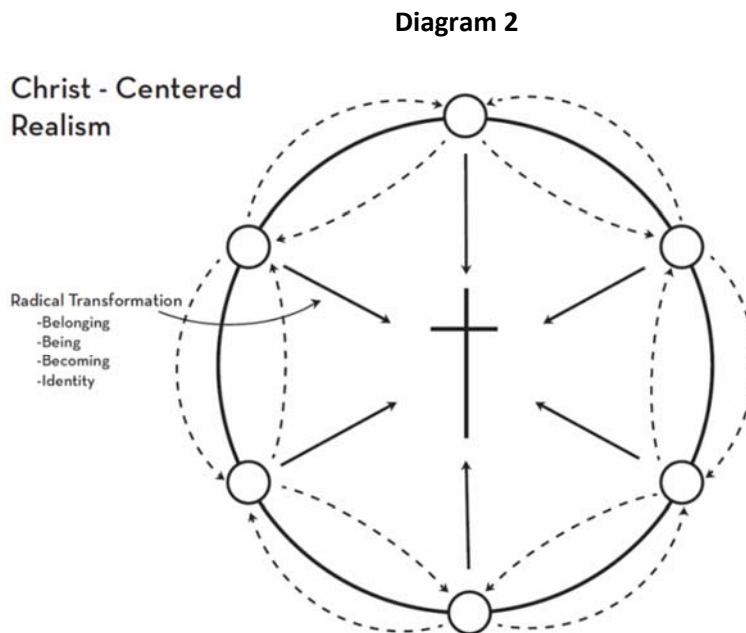 Diagram 2
Christ - Centered
Realism
Radical Transformation
-Belonging
-Being
-Becoming
-Identity